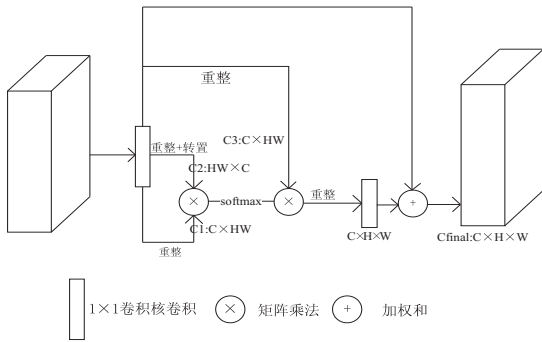 重整
重整+转置
C3:C×HW
C2:HW×C
softmax
重整
C1:C×HW
C×H×W
Cfinal:C×H×W
重整
1×1卷积核卷积
矩阵乘法
加权和